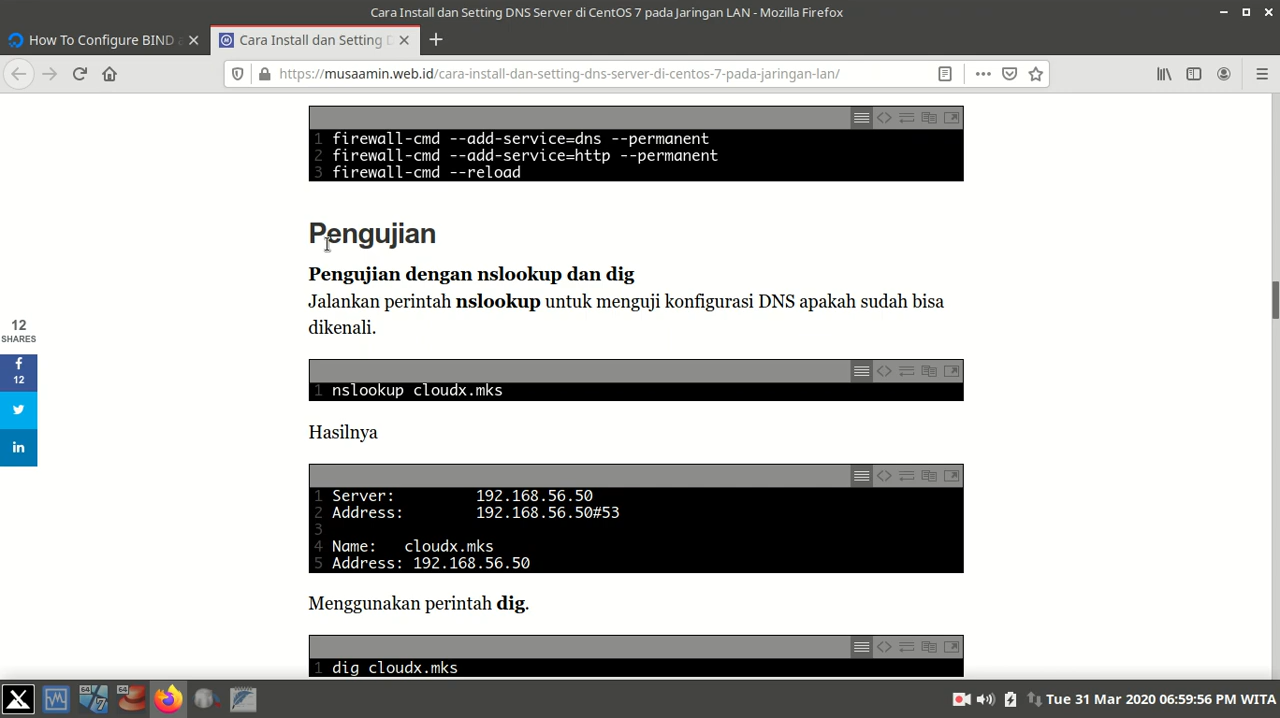 Cara Install dan Setting DNS Server di CentOS 7 pada Jaringan LAN - Mozilla Firefox
How To Configure BIND
Cara Install dan Setting D
https://musaamin.web.id/cara-install-dan-setting-dns-server-di-centos-7-pada-jaringan-lan/
1 firewall-cmd --add-service=dns --permanent
2 firewall-cmd --add-service=http --permanent
3 firewall-cmd --reload
Pengujian
Pengujian dengan nslookup dan dig
Jalankan perintah nslookup untuk menguji konfigurasi DNS apakah sudah bisa
dikenali.
12
SHARES
12
1 nslookup cloudx.mks
Hasilnya
1 Server: 192.168.56.50
2 Address: 192.168.56.50#53
3
4 Name: cloudx.mks
5 Address: 192.168.56.50
Menggunakan perintah dig.
1 dig cloudx.mks
Tue 31 Mar 2020 06:59:56 PM WITA